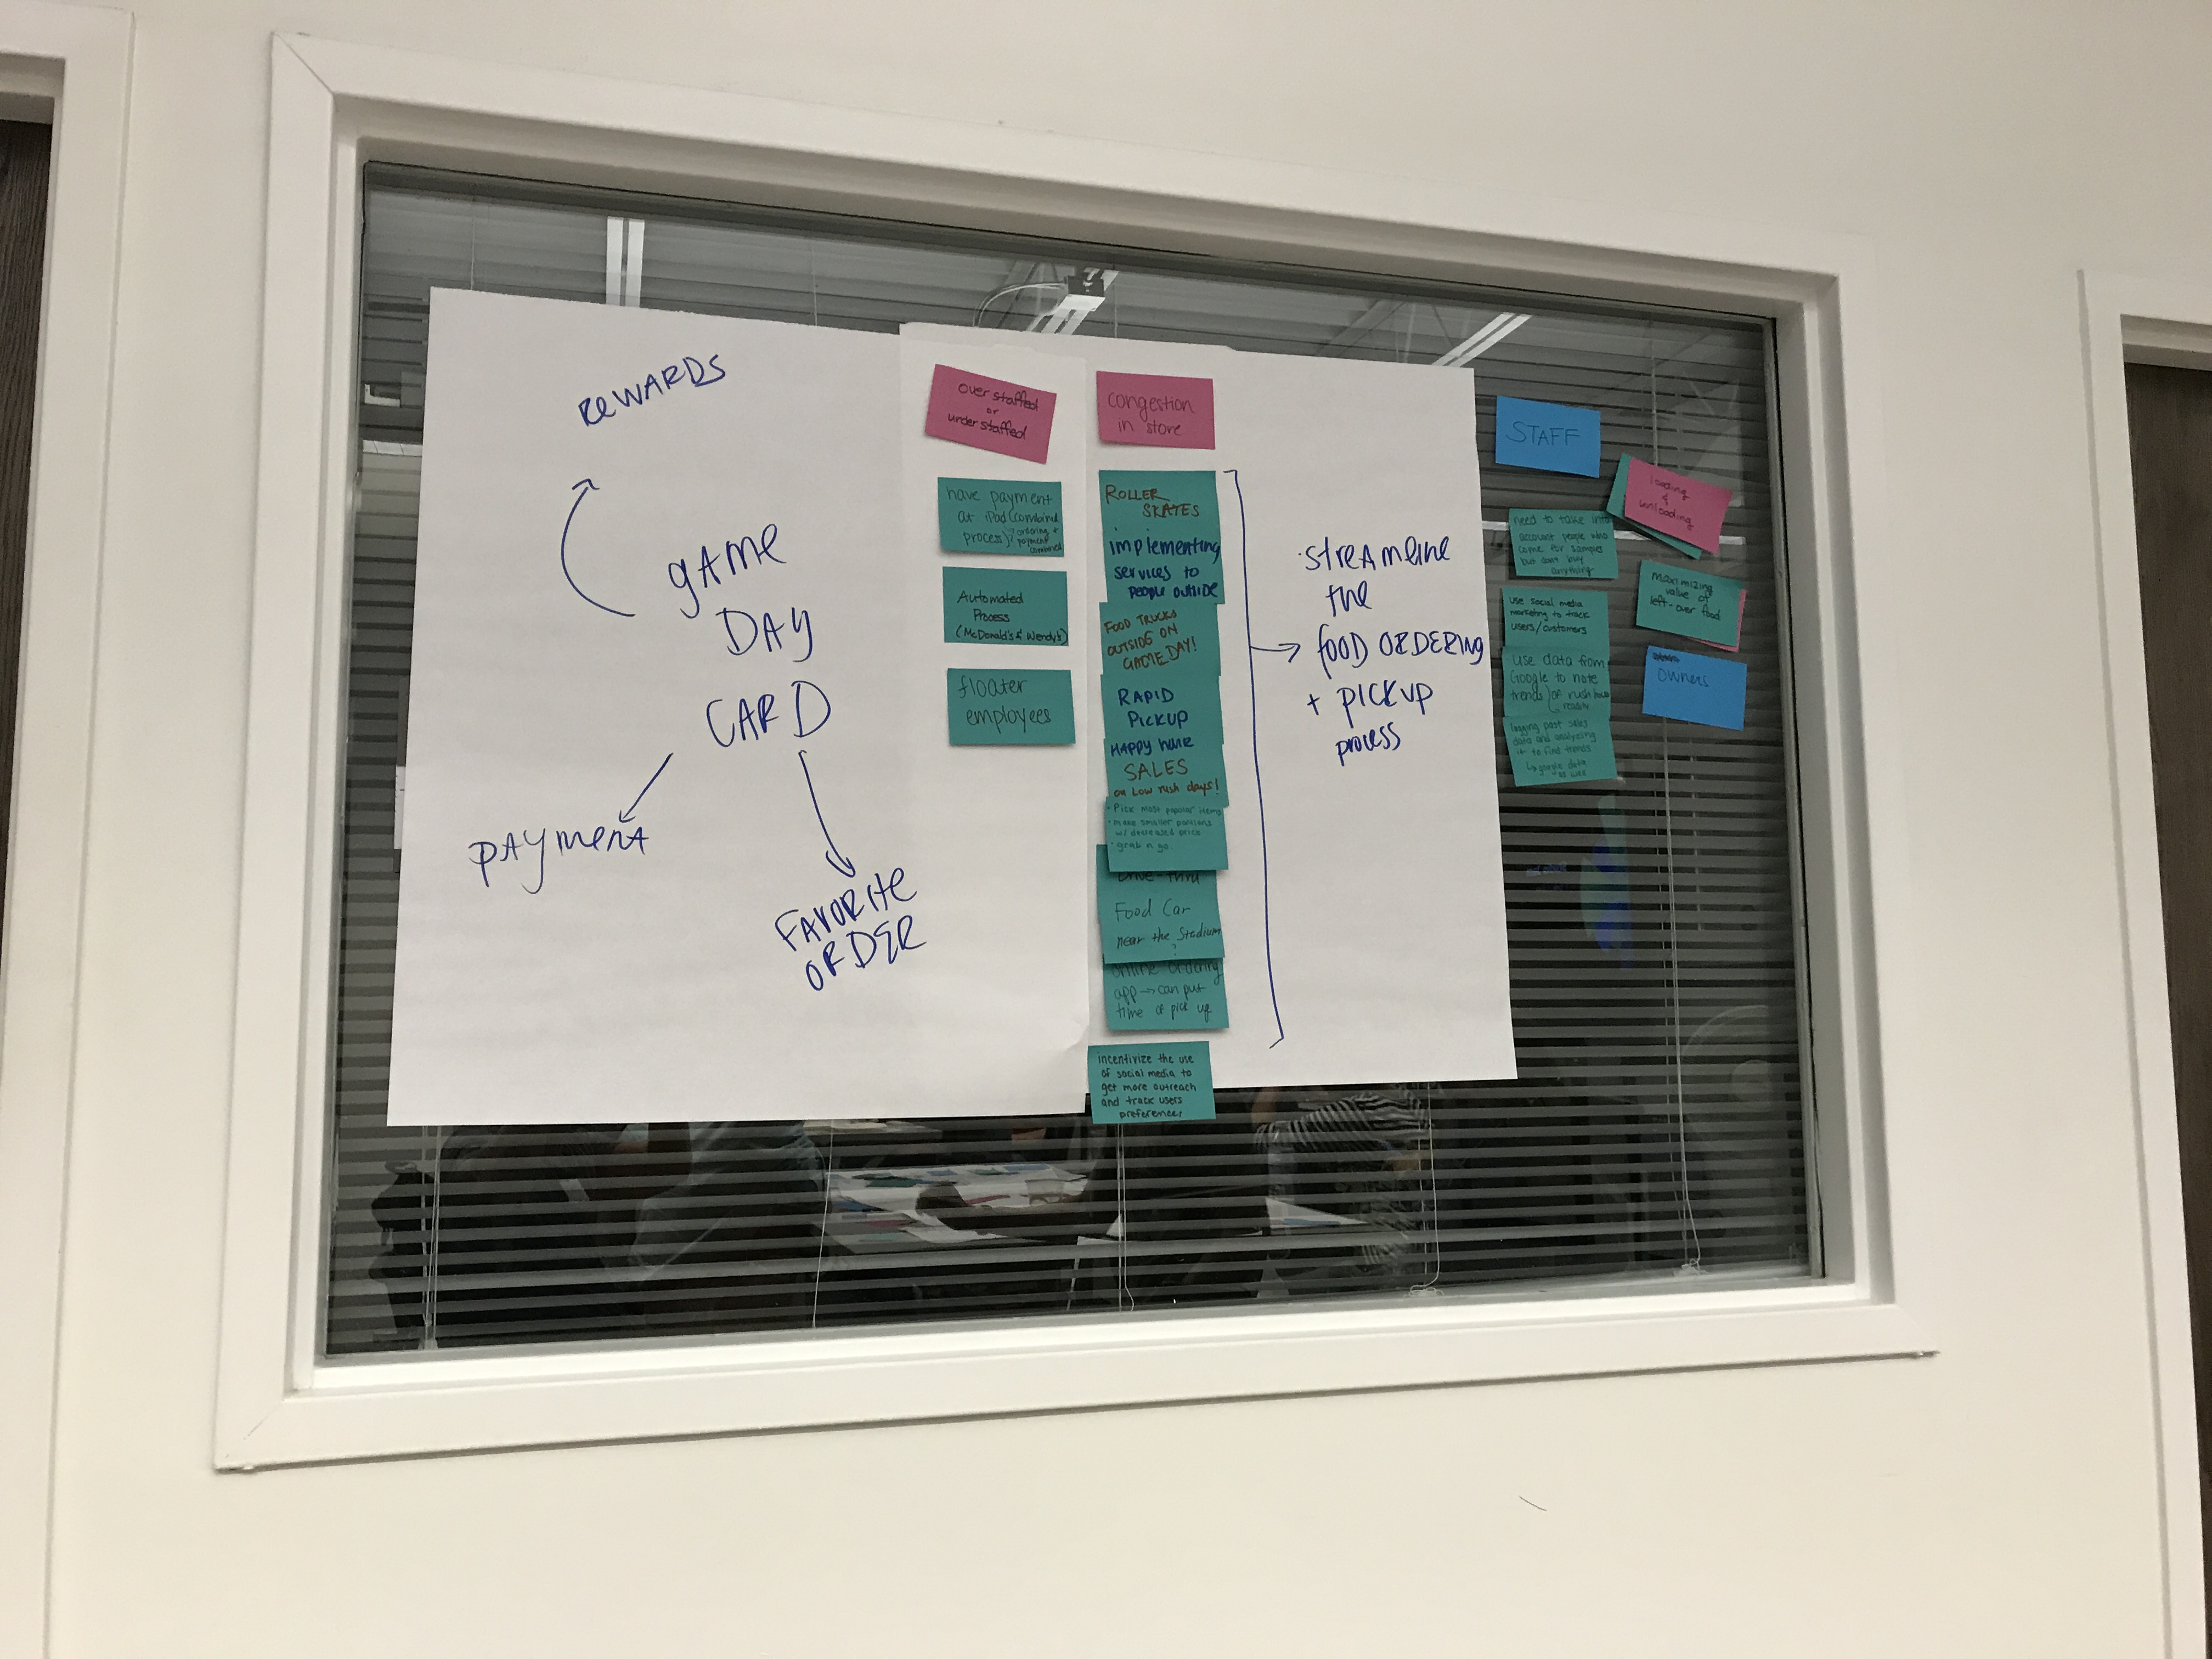 REWARDS
GAME
DAY
CARD
PAYMENT
FAVORITE
ORDER
over staffed
or
under staffed
have payment
at iPad (combined
process)
ordering +
payment
combined
Automated
Process
(McDonald's & Wendy's)
floater
employees
congestion
in store
ROLLER
SKATES
implementing
services to
people outside
FOOD TRUCKS
OUTSIDE ON
GAME DAY!
RAPID
PICKUP
HAPPY HOUR
SALES
on Low rush days!
• Pick most popular items
• make smaller portions
w/ decreased price
• grab n go
Drive-thru
Food Car
near the Stadium
online ordering
app → can put
time of pick up
incentivize the use
of social media to
get more outreach
and track users
preferences
• STREAMLINE
the
FOOD ORDERING
+ PICKUP
process
STAFF
loading
&
unloading
need to take into
account people who
come for samples
but don't buy
anything
use social media
marketing to track
users/customers
use data from
Google to note
trends of rush
logging past sales
data and analyzing
it to find trends
↳ google data
as well
Maximizing
value of
left-over food
owners